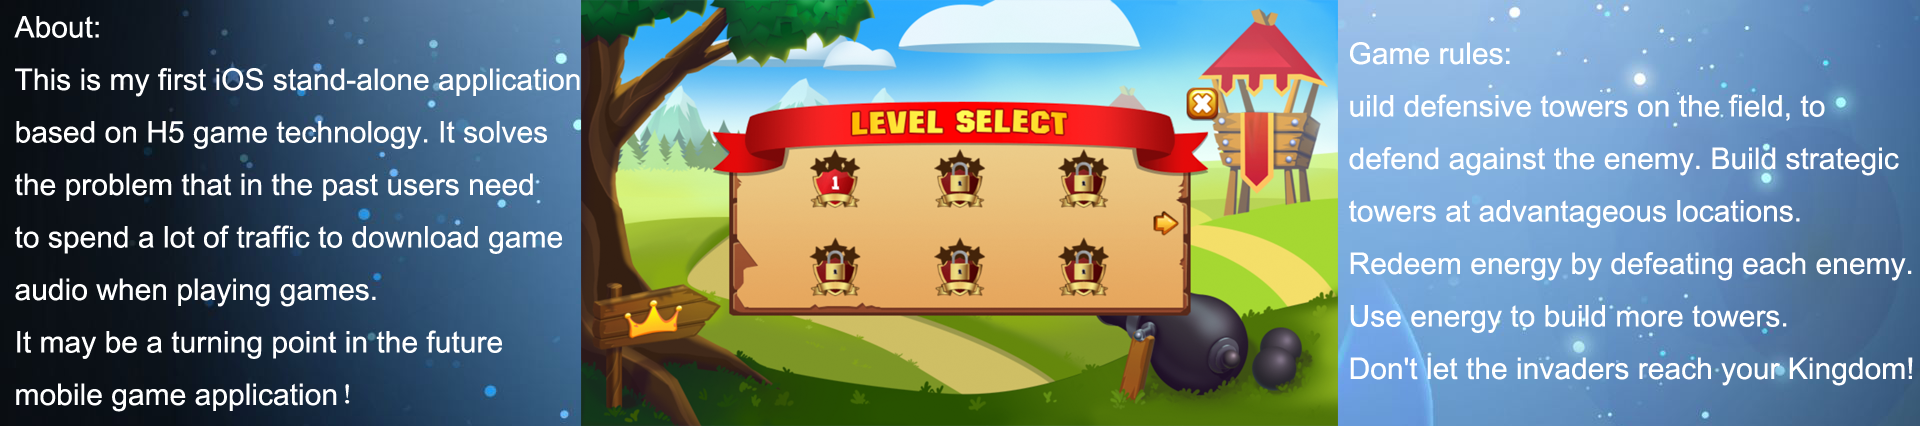 About:
This is my first iOS stand-alone application
based on H5 game technology. It solves
the problem that in the past users need
to spend a lot of traffic to download game
audio when playing games.
It may be a turning point in the future
mobile game application！
LEVEL SELECT
1
Game rules:
uild defensive towers on the field, to
defend against the enemy. Build strategic
towers at advantageous locations.
Redeem energy by defeating each enemy.
Use energy to build more towers.
Don't let the invaders reach your Kingdom!